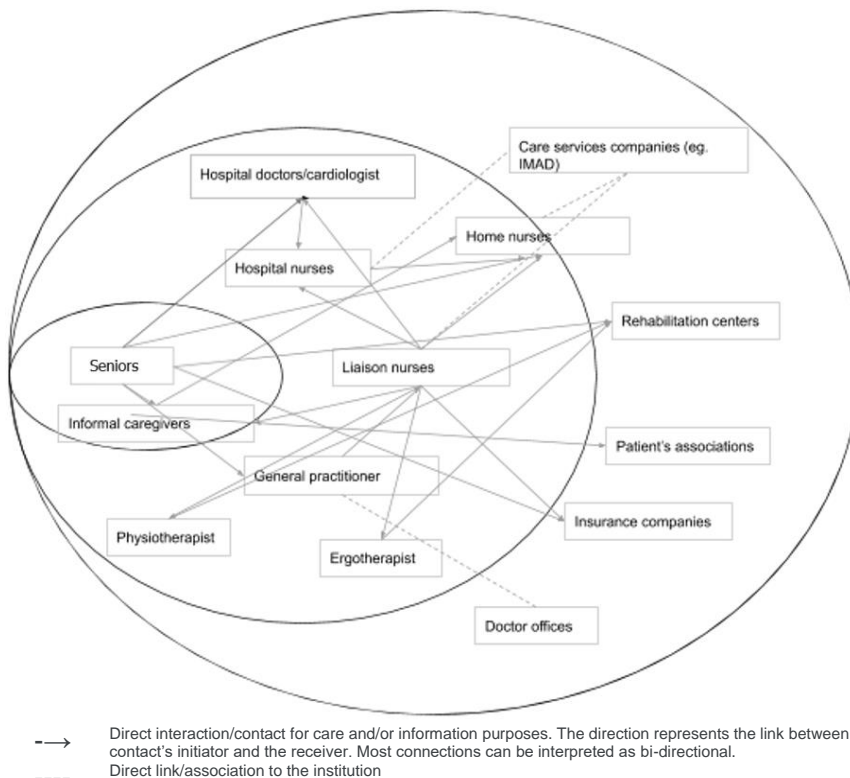 Care services companies (eg.
IMAD)
Hospital doctors/cardiologist
Home nurses
Hospital nurses
Rehabilitation centers
Seniors
Liaison nurses
Informal caregivers
Patient's associations
General practitioner
Insurance companies
Physiotherapist
Ergotherapist
Doctor offices
Direct interaction/contact for care and/or information purposes. The direction represents the link between
contact's initiator and the receiver. Most connections can be interpreted as bi-directional.
Direct link/association to the institution